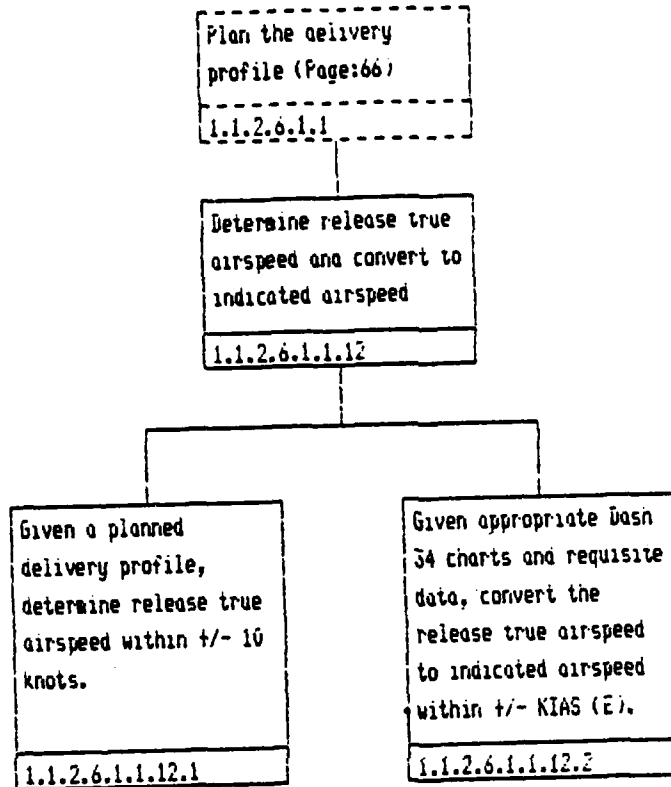 Plan the delivery
profile (Page:66)
1.1.2.6.1.1
Determine release true
airspeed and convert to
indicated airspeed
1.1.2.6.1.1.12
Given a planned
delivery profile,
determine release true
airspeed within +/- 10
knots.
1.1.2.6.1.1.12.1
Given appropriate Dash
34 charts and requisite
data, convert the
release true airspeed
to indicated airspeed
within +/- KIAS (E).
1.1.2.6.1.1.12.2